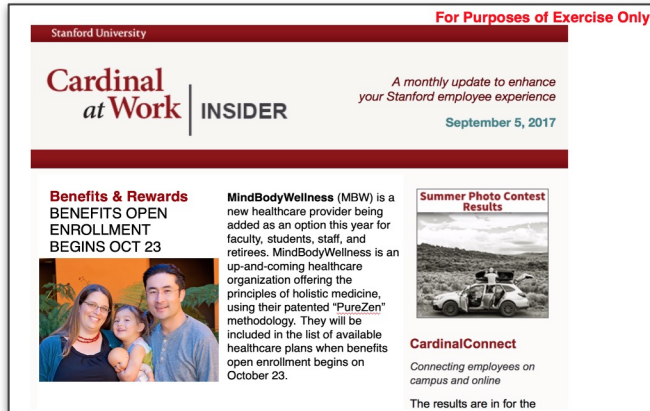 For Purposes of Exercise Only
Stanford University
Cardinal
at Work | INSIDER
A monthly update to enhance
your Stanford employee experience
September 5, 2017
Benefits & Rewards
BENEFITS OPEN
ENROLLMENT
BEGINS OCT 23
MindBodyWellness (MBW) is a
new healthcare provider being
added as an option this year for
faculty, students, staff, and
retirees. MindBodyWellness is an
up-and-coming healthcare
organization offering the
principles of holistic medicine,
using their patented “PureZen”
methodology. They will be
included in the list of available
healthcare plans when benefits
open enrollment begins on
October 23.
Summer Photo Contest
Results
CardinalConnect
Connecting employees on
campus and online
The results are in for the